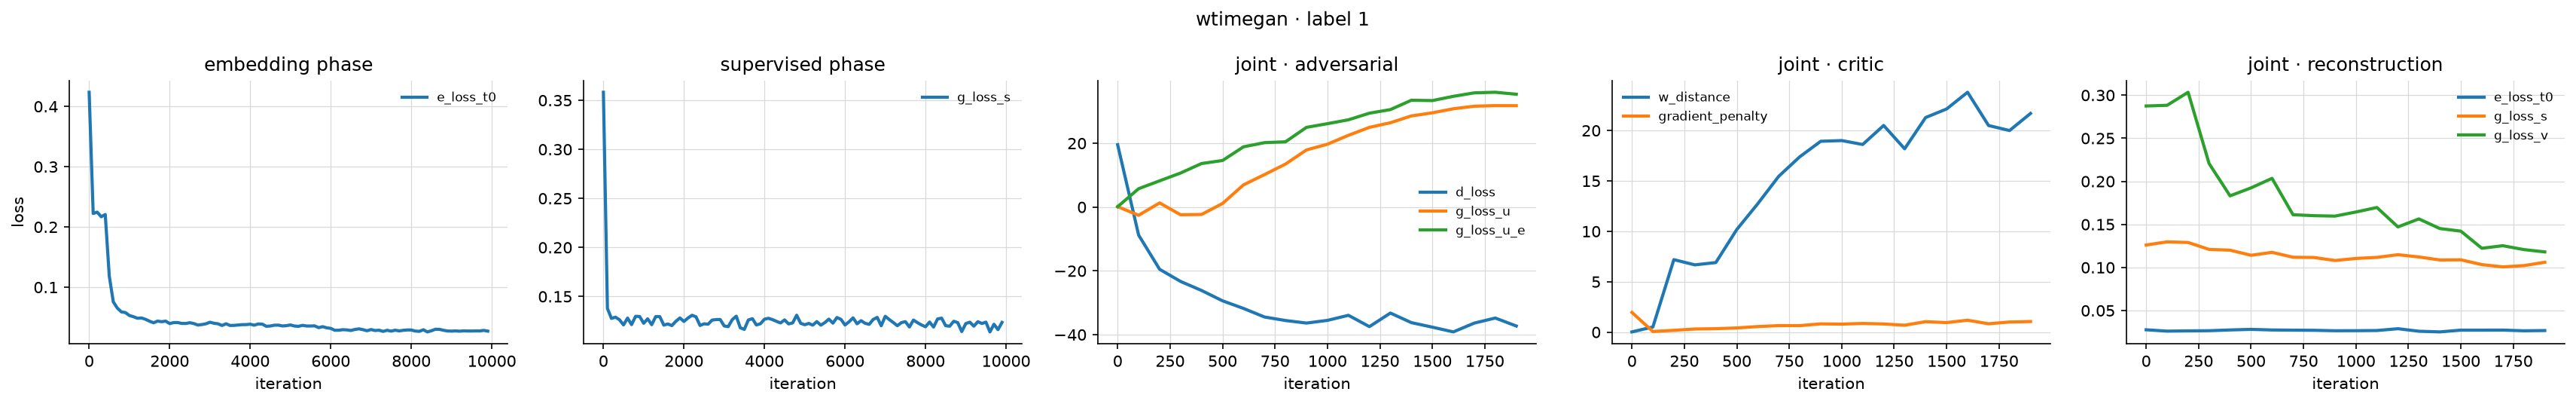 wtimegan · label 1
embedding phase
loss
0.4
0.3
0.2
0.1
e_loss_t0
0 2000 4000 6000 8000 10000
iteration
supervised phase
0.35
0.30
0.25
0.20
0.15
g_loss_s
0 2000 4000 6000 8000 10000
iteration
joint · adversarial
20
0
−20
−40
d_loss
g_loss_u
g_loss_u_e
0 250 500 750 1000 1250 1500 1750
iteration
joint · critic
20
15
10
5
0
w_distance
gradient_penalty
0 250 500 750 1000 1250 1500 1750
iteration
joint · reconstruction
0.30
0.25
0.20
0.15
0.10
0.05
e_loss_t0
g_loss_s
g_loss_v
0 250 500 750 1000 1250 1500 1750
iteration